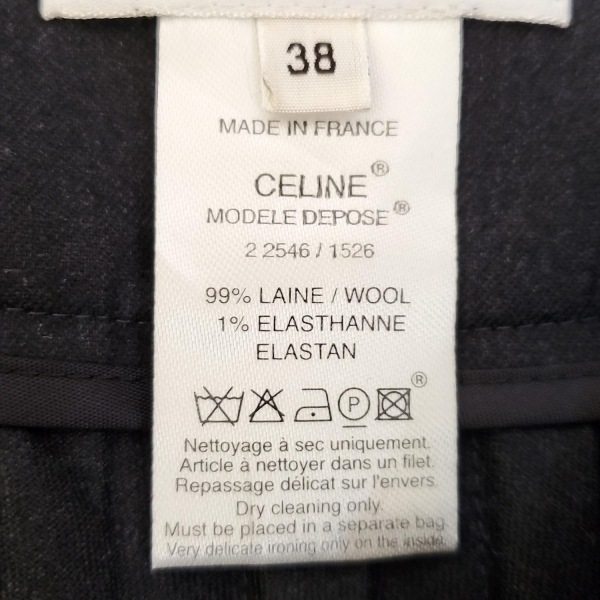 38
MADE IN FRANCE
CELINE®
MODELE DEPOSE®
2 2546 / 1526
99% LAINE / WOOL
1% ELASTHANNE
ELASTAN
P ®
Nettoyage à sec uniquement.
Article à nettoyer dans un filet.
Repassage délicat sur l'envers.
Dry cleaning only.
Must be placed in a separate bag
Very delicate ironing only on the inside.